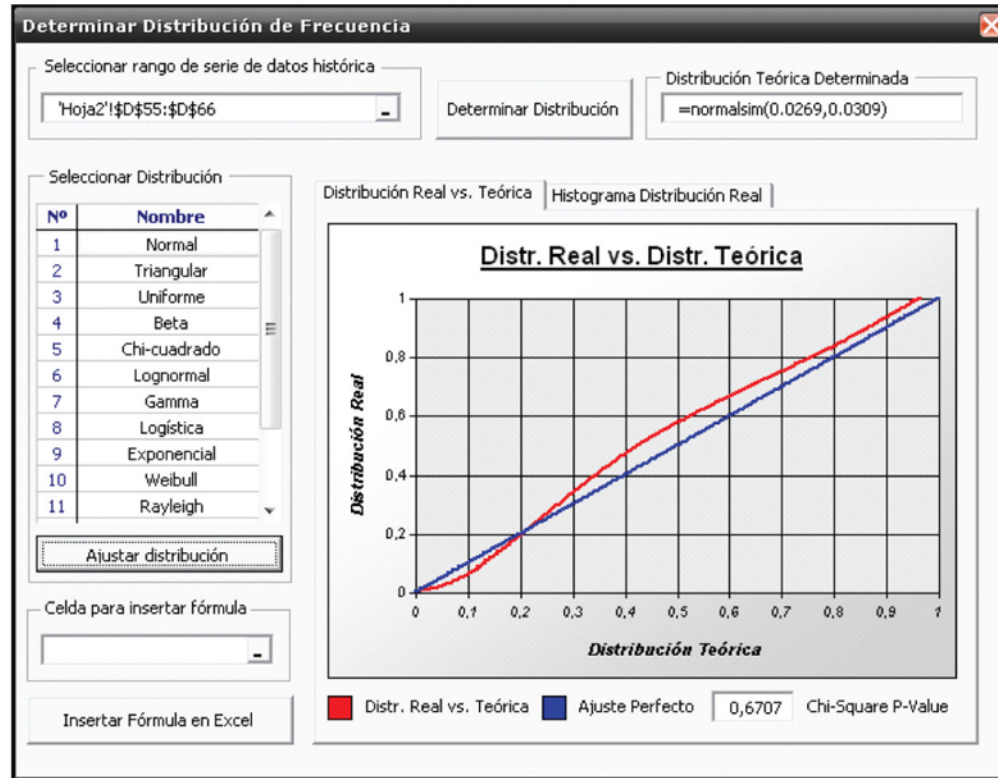 Determinar Distribución de Frecuencia
Seleccionar rango de serie de datos histórica
'Hoja2'!$D$55:$D$66
Determinar Distribución
Distribución Teórica Determinada
=normalsim(0.0269,0.0309)
Seleccionar Distribución
Nº Nombre
1 Normal
2 Triangular
3 Uniforme
4 Beta
5 Chi-cuadrado
6 Lognormal
7 Gamma
8 Logística
9 Exponencial
10 Weibull
11 Rayleigh
Ajustar distribución
Celda para insertar fórmula
Insertar Fórmula en Excel
Distribución Real vs. Teórica
Histograma Distribución Real
Distr. Real vs. Distr. Teórica
Distribución Real
1
0,8
0,6
0,4
0,2
0
0 0,1 0,2 0,3 0,4 0,5 0,6 0,7 0,8 0,9 1
Distribución Teórica
Distr. Real vs. Teórica
Ajuste Perfecto
0,6707
Chi-Square P-Value